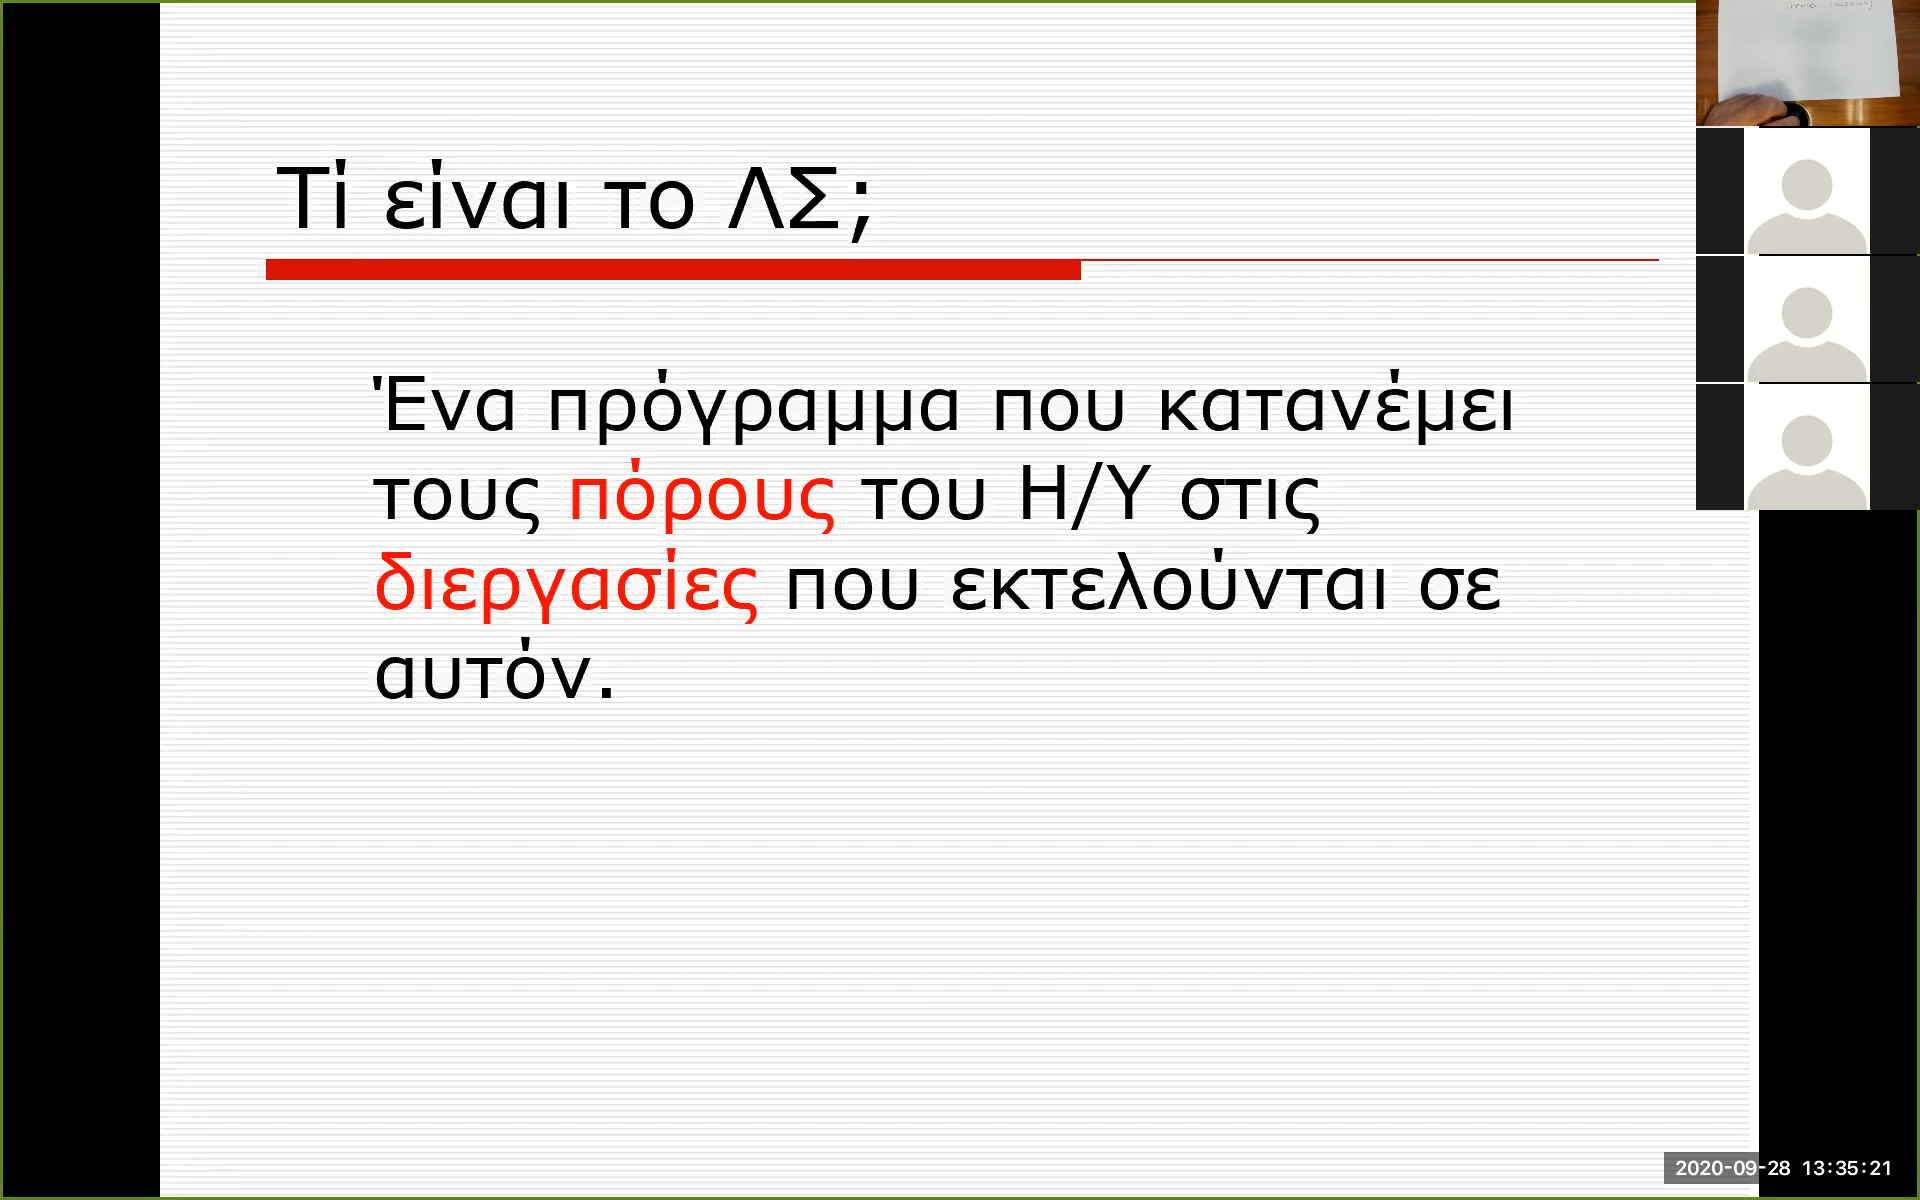 Τί είναι το ΛΣ;
Ένα πρόγραμμα που κατανέμει
τους πόρους του Η/Υ στις
διεργασίες που εκτελούνται σε
αυτόν.
2020-09-28 13:35:21